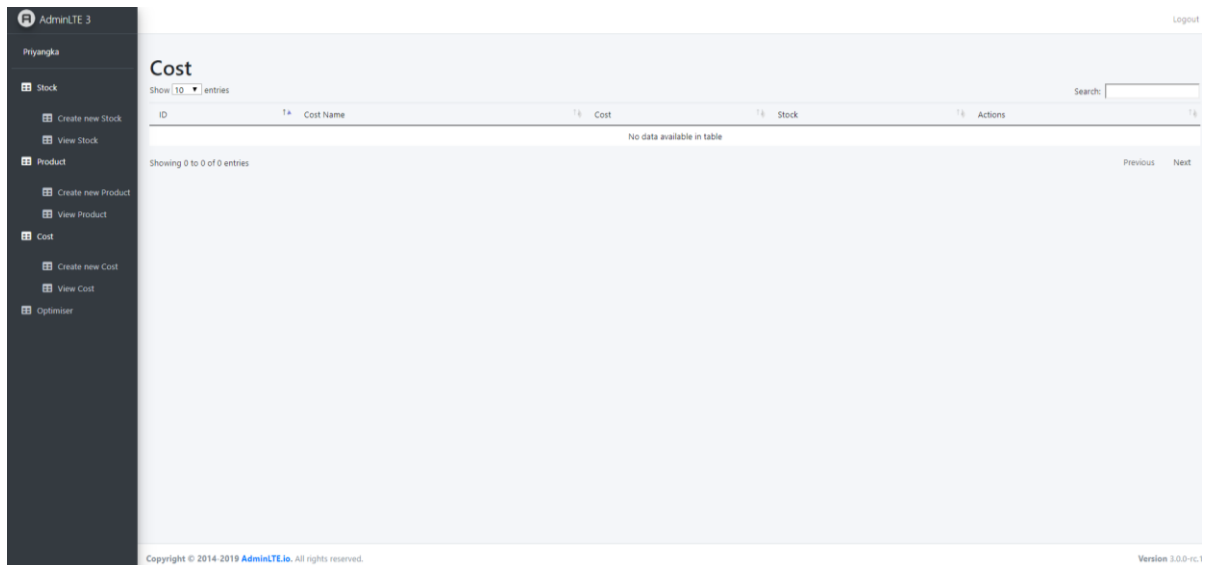 AdminLTE 3
Logout
Priyangka
Stock
Create new Stock
View Stock
Product
Create new Product
View Product
Cost
Create new Cost
View Cost
Optimiser
Cost
Show 10 entries
Search:
ID Cost Name Cost Stock Actions
No data available in table
Showing 0 to 0 of 0 entries
Previous Next
Copyright © 2014-2019 AdminLTE.io. All rights reserved.
Version 3.0.0-rc.1